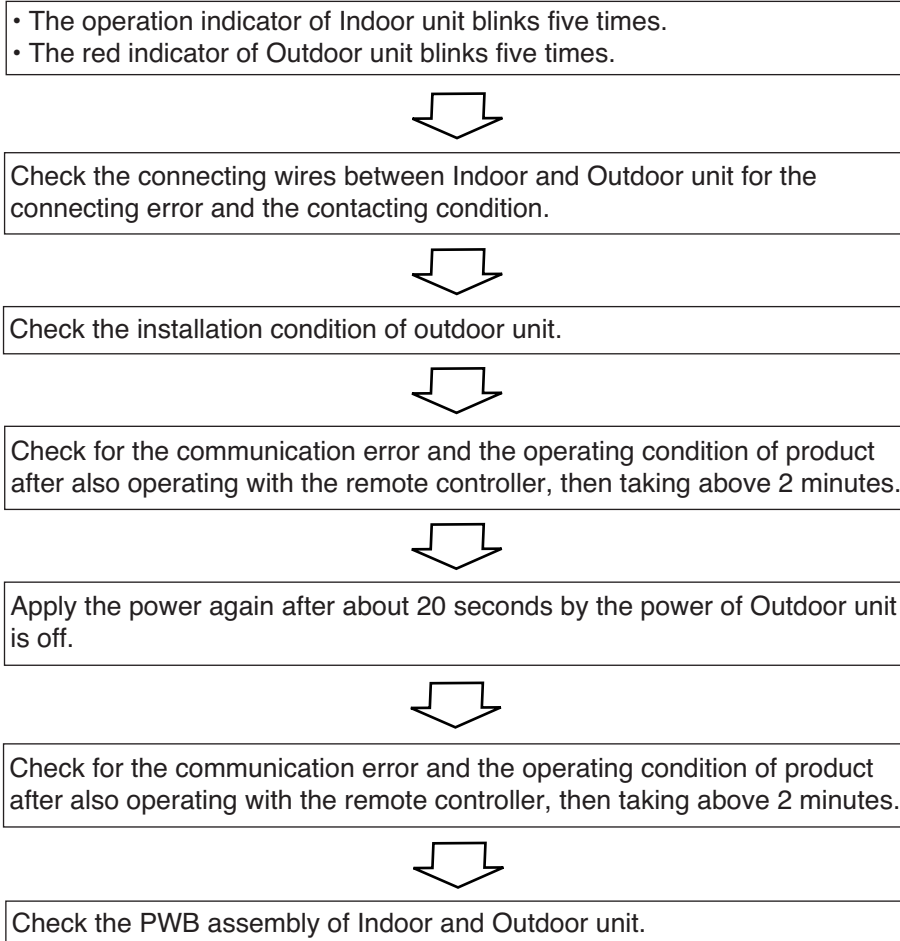 • The operation indicator of Indoor unit blinks five times.
• The red indicator of Outdoor unit blinks five times.
Check the connecting wires between Indoor and Outdoor unit for the
connecting error and the contacting condition.
Check the installation condition of outdoor unit.
Check for the communication error and the operating condition of product
after also operating with the remote controller, then taking above 2 minutes.
Apply the power again after about 20 seconds by the power of Outdoor unit
is off.
Check for the communication error and the operating condition of product
after also operating with the remote controller, then taking above 2 minutes.
Check the PWB assembly of Indoor and Outdoor unit.